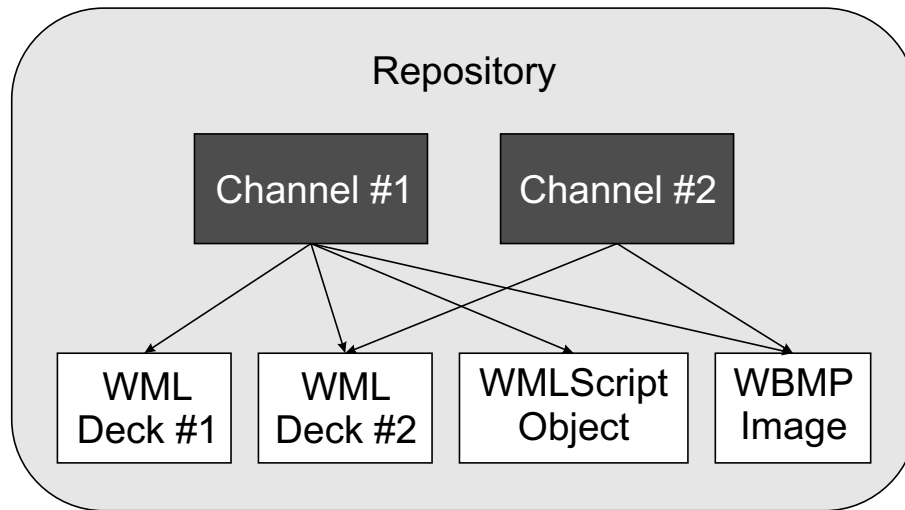 Repository
Channel #1
Channel #2
WML
Deck #1
WML
Deck #2
WMLScript
Object
WBMP
Image